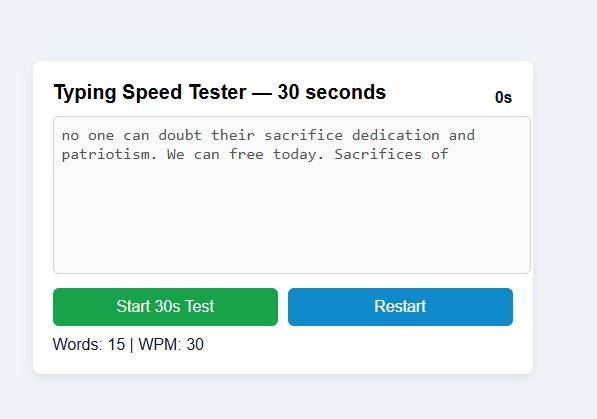 Typing Speed Tester — 30 seconds
0s
no one can doubt their sacrifice dedication and
patriotism. We can free today. Sacrifices of
Start 30s Test
Restart
Words: 15 | WPM: 30